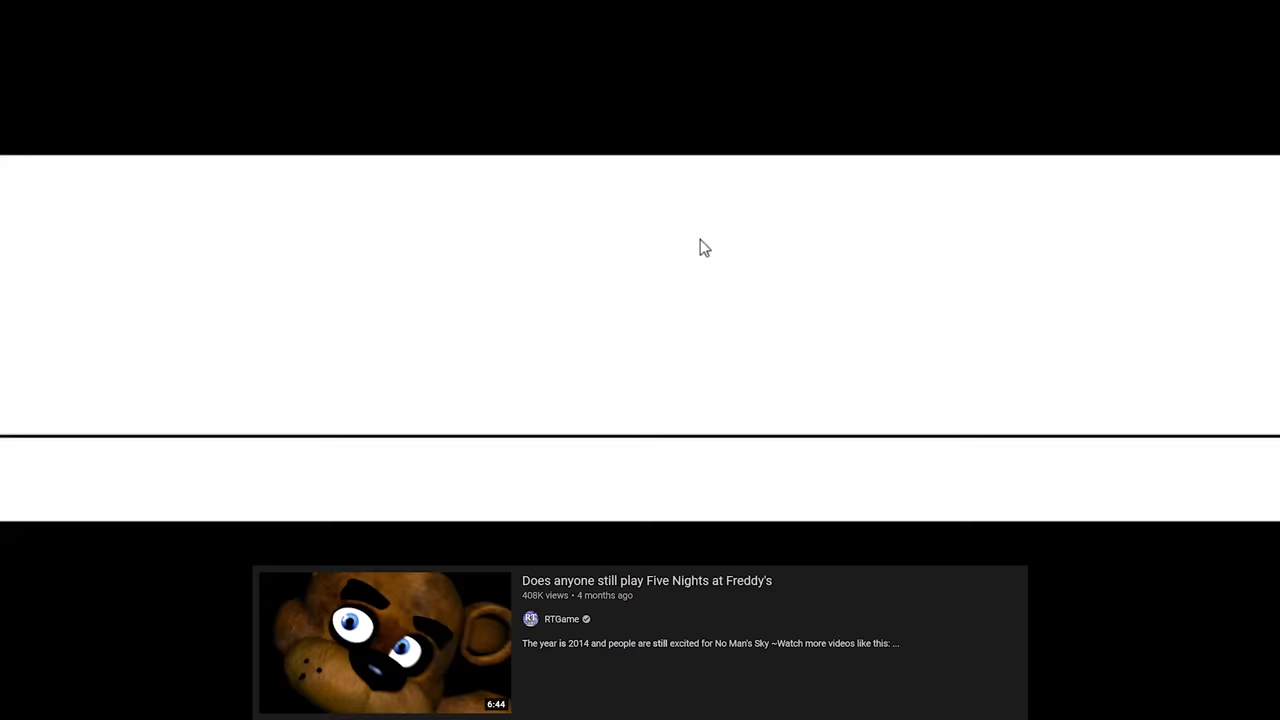 Does anyone still play Five Nights at Freddy's
408K views • 4 months ago
RT RTGame
The year is 2014 and people are still excited for No Man's Sky ~Watch more videos like this: ...
6:44